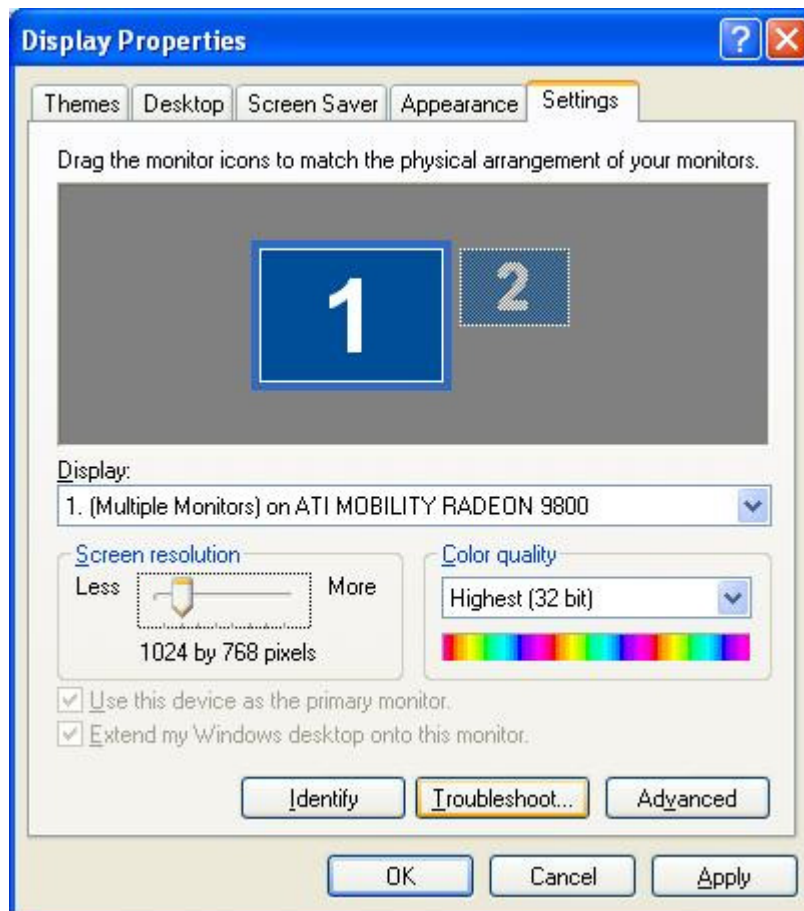 Display Properties
Themes Desktop Screen Saver Appearance Settings
Drag the monitor icons to match the physical arrangement of your monitors.
1 2
Display:
1. (Multiple Monitors) on ATI MOBILITY RADEON 9800
Screen resolution Color quality
Less More Highest (32 bit)
1024 by 768 pixels
Use this device as the primary monitor.
Extend my Windows desktop onto this monitor.
Identify Troubleshoot... Advanced
OK Cancel Apply